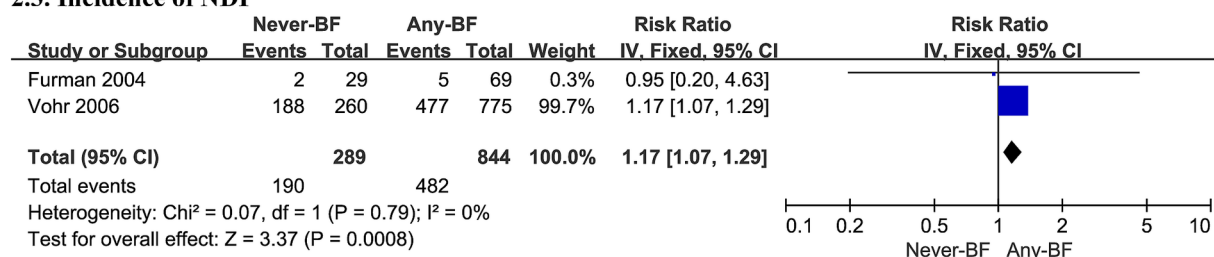 2.3. Incidence of NDI
Never-BF Any-BF Risk Ratio Risk Ratio
Study or Subgroup Events Total Events Total Weight IV, Fixed, 95% CI IV, Fixed, 95% CI
Furman 2004 2 29 5 69 0.3% 0.95 [0.20, 4.63]
Vohr 2006 188 260 477 775 99.7% 1.17 [1.07, 1.29]
Total (95% CI) 289 844 100.0% 1.17 [1.07, 1.29]
Total events 190 482
Heterogeneity: Chi² = 0.07, df = 1 (P = 0.79); I² = 0%
Test for overall effect: Z = 3.37 (P = 0.0008)
0.1 0.2 0.5 1 2 5 10
Never-BF Any-BF